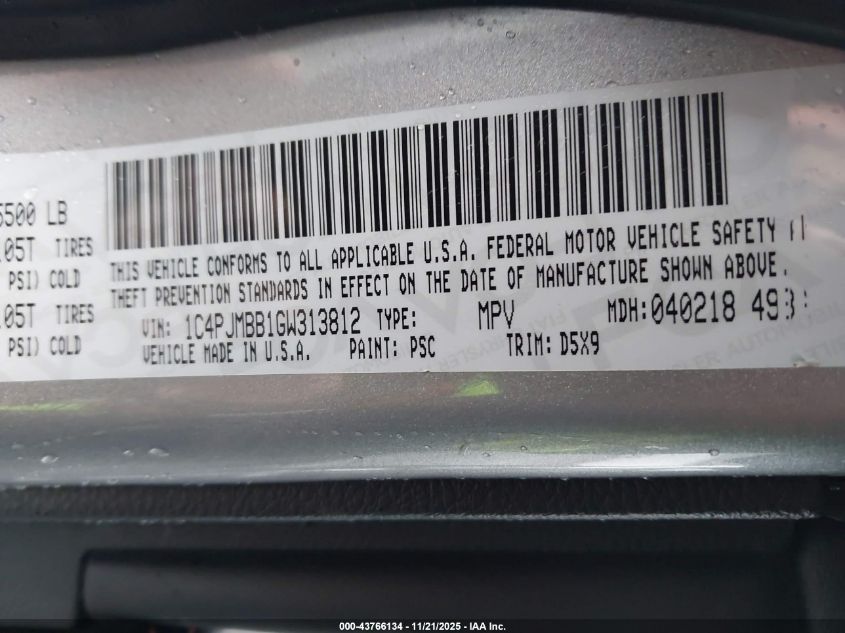 5500 LB
105T TIRES
PSI) COLD
105T TIRES
PSI) COLD
THIS VEHICLE CONFORMS TO ALL APPLICABLE U.S.A. FEDERAL MOTOR VEHICLE SAFETY
THEFT PREVENTION STANDARDS IN EFFECT ON THE DATE OF MANUFACTURE SHOWN ABOVE.
VIN: 1C4PJMBB1GW313812 TYPE: MPV MDH: 040218 493
VEHICLE MADE IN U.S.A. PAINT: PSC TRIM: D5X9
000-43766134 - 11/21/2025 - IAA Inc.